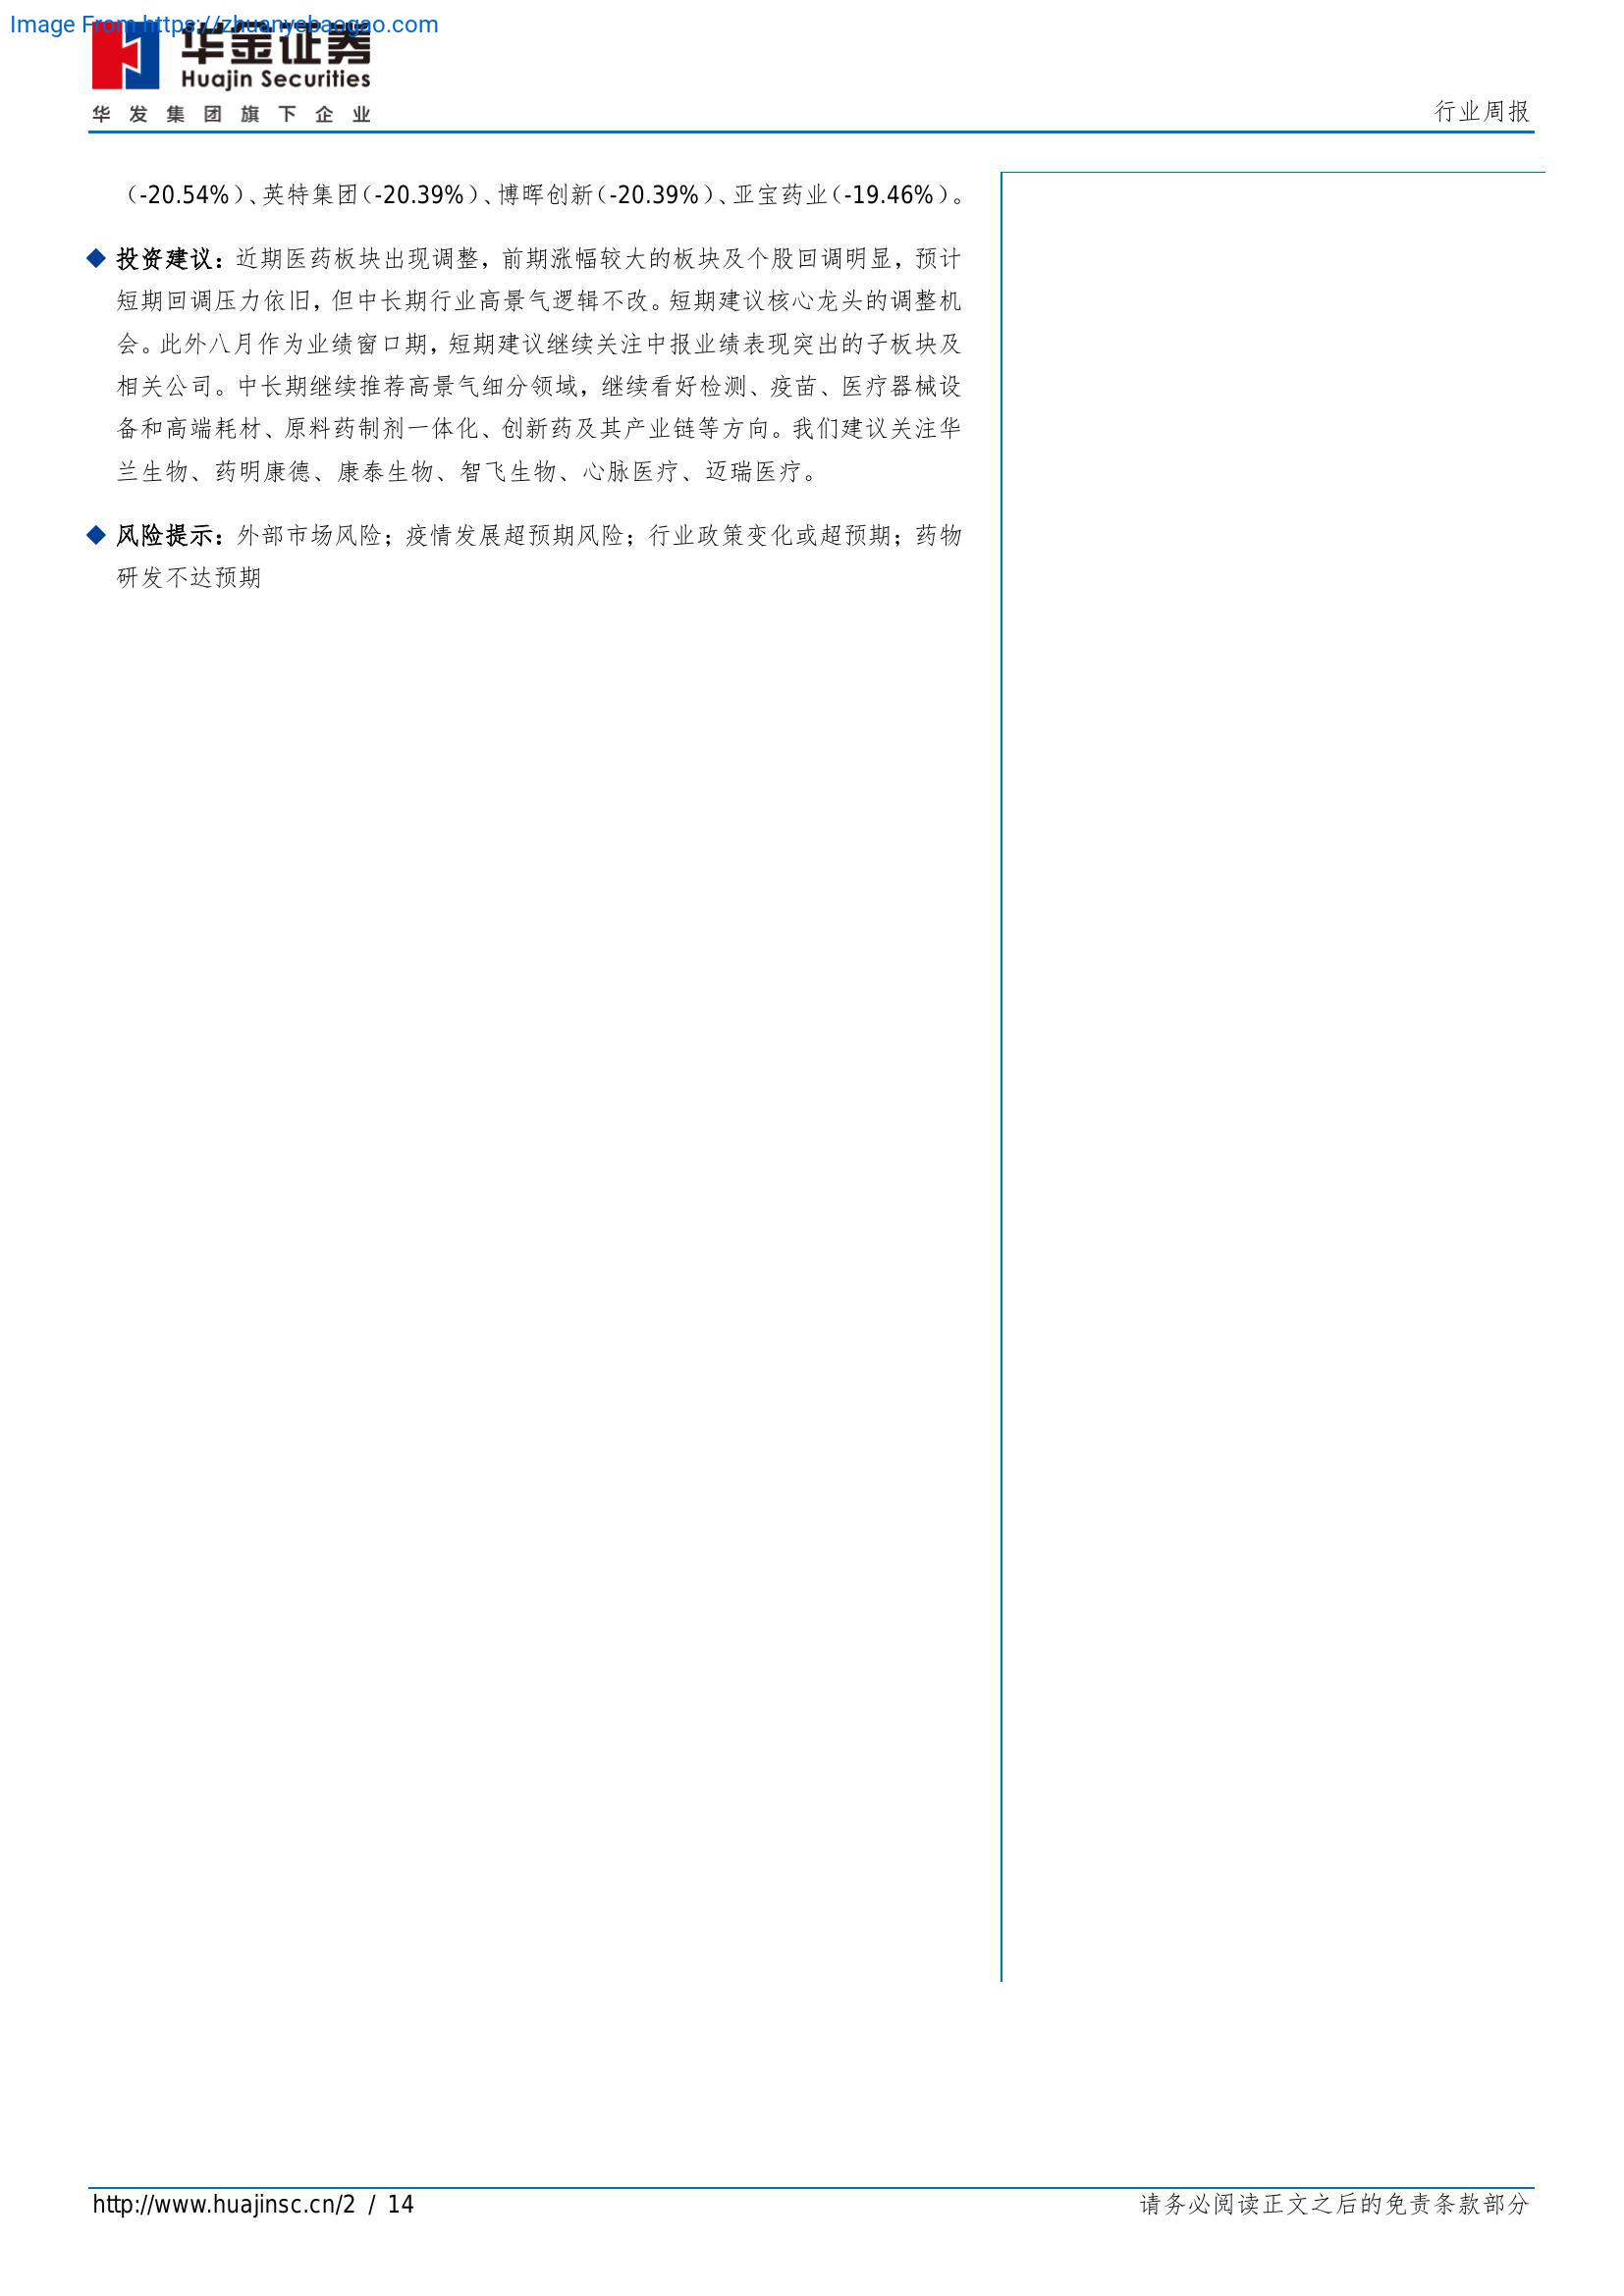 Image From https://zhuanyebaogao.com
华金证券
Huajin Securities
华发集团旗下企业
行业周报
（-20.54%）、英特集团（-20.39%）、博晖创新（-20.39%）、亚宝药业（-19.46%）。
投资建议：近期医药板块出现调整，前期涨幅较大的板块及个股回调明显，预计
短期回调压力依旧，但中长期行业高景气逻辑不改。短期建议核心龙头的调整机
会。此外八月作为业绩窗口期，短期建议继续关注中报业绩表现突出的子板块及
相关公司。中长期继续推荐高景气细分领域，继续看好检测、疫苗、医疗器械设
备和高端耗材、原料药制剂一体化、创新药及其产业链等方向。我们建议关注华
兰生物、药明康德、康泰生物、智飞生物、心脉医疗、迈瑞医疗。
风险提示：外部市场风险；疫情发展超预期风险；行业政策变化或超预期；药物
研发不达预期
http://www.huajinsc.cn/2 / 14
请务必阅读正文之后的免责条款部分